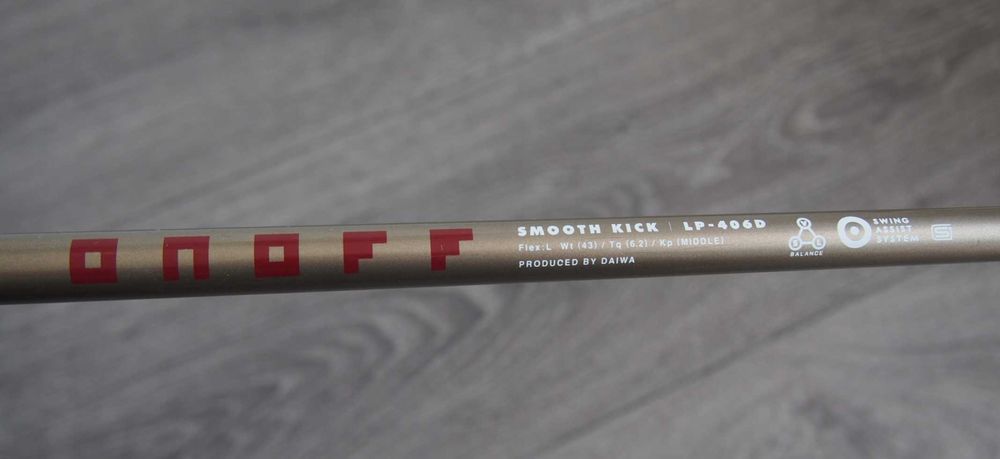 ONOFF
SMOOTH KICK | LP-406D
Flex:L Wt (43) / Tq (6.2) / Kp (MIDDLE)
PRODUCED BY DAIWA
V
S L
BALANCE
SWING
ASSIST
SYSTEM
S